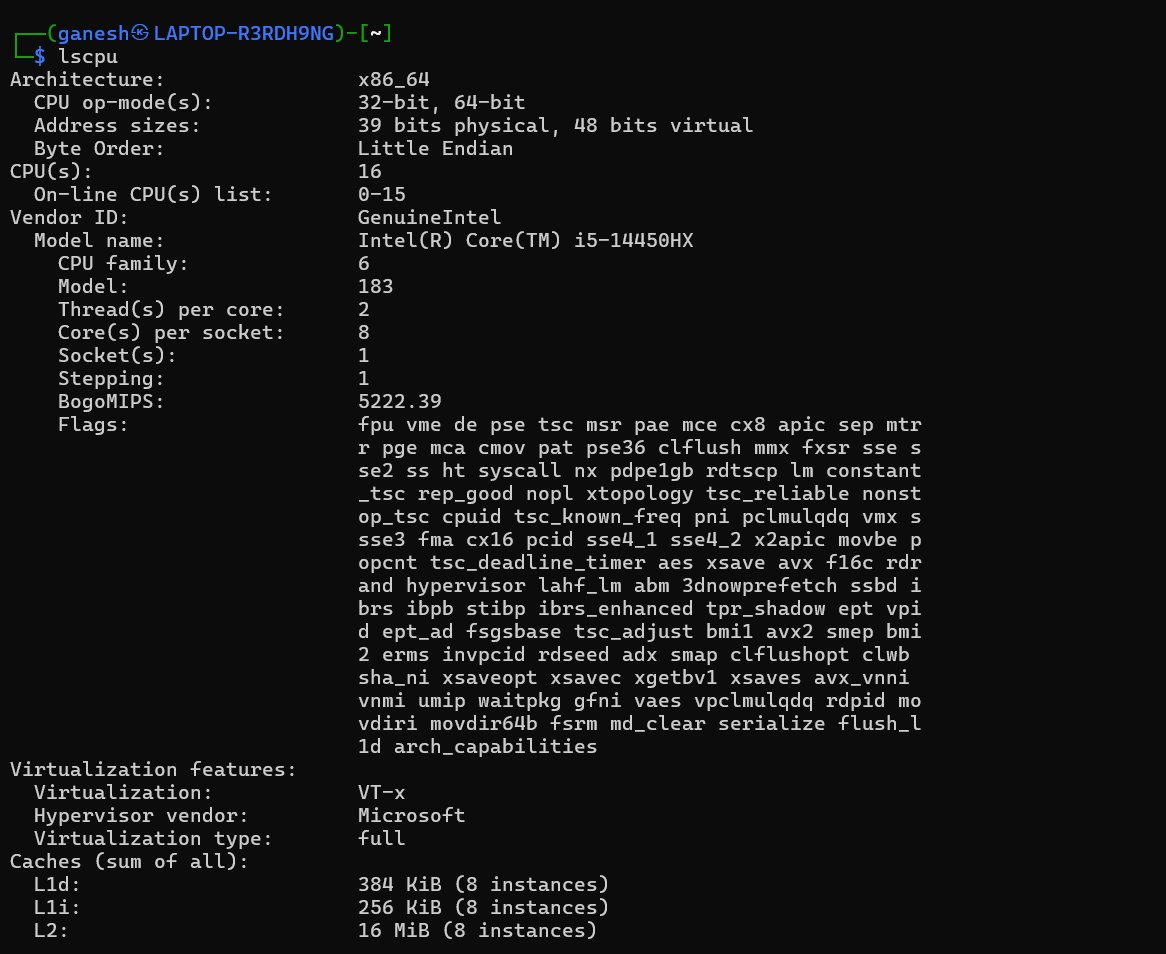 ┌──(ganesh㉿LAPTOP-R3RDH9NG)-[~]
└─$ lscpu
Architecture:                x86_64
  CPU op-mode(s):            32-bit, 64-bit
  Address sizes:             39 bits physical, 48 bits virtual
  Byte Order:                Little Endian
CPU(s):                      16
  On-line CPU(s) list:       0-15
Vendor ID:                   GenuineIntel
  Model name:                Intel(R) Core(TM) i5-14450HX
    CPU family:              6
    Model:                   183
    Thread(s) per core:      2
    Core(s) per socket:      8
    Socket(s):               1
    Stepping:                1
    BogoMIPS:                5222.39
    Flags:                   fpu vme de pse tsc msr pae mce cx8 apic sep mtr
                             r pge mca cmov pat pse36 clflush mmx fxsr sse s
                             se2 ss ht syscall nx pdpe1gb rdtscp lm constant
                             _tsc rep_good nopl xtopology tsc_reliable nonst
                             op_tsc cpuid tsc_known_freq pni pclmulqdq vmx s
                             sse3 fma cx16 pcid sse4_1 sse4_2 x2apic movbe p
                             opcnt tsc_deadline_timer aes xsave avx f16c rdr
                             and hypervisor lahf_lm abm 3dnowprefetch ssbd i
                             brs ibpb stibp ibrs_enhanced tpr_shadow ept vpi
                             d ept_ad fsgsbase tsc_adjust bmi1 avx2 smep bmi
                             2 erms invpcid rdseed adx smap clflushopt clwb
                             sha_ni xsaveopt xsavec xgetbv1 xsaves avx_vnni
                             vnmi umip waitpkg gfni vaes vpclmulqdq rdpid mo
                             vdiri movdir64b fsrm md_clear serialize flush_l
                             1d arch_capabilities
Virtualization features:
  Virtualization:            VT-x
  Hypervisor vendor:         Microsoft
  Virtualization type:       full
Caches (sum of all):
  L1d:                       384 KiB (8 instances)
  L1i:                       256 KiB (8 instances)
  L2:                        16 MiB (8 instances)